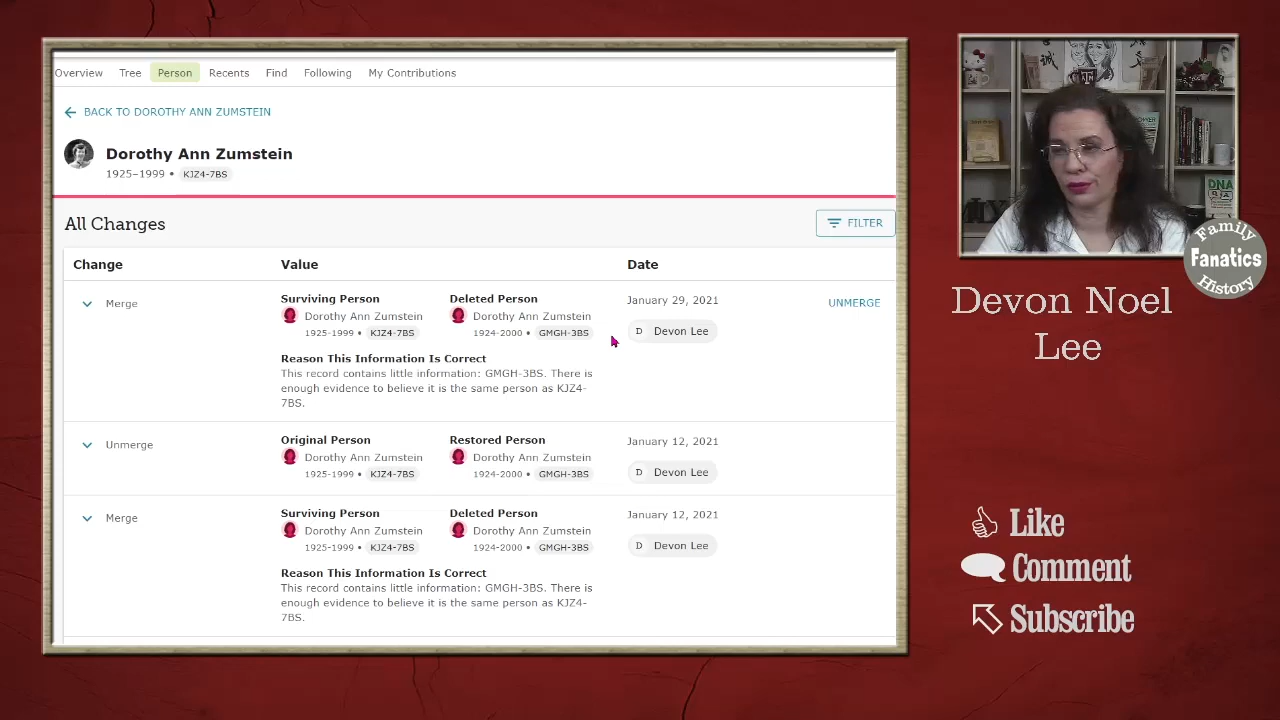 Overview Tree Person Recents Find Following My Contributions
← BACK TO DOROTHY ANN ZUMSTEIN
Dorothy Ann Zumstein
1925–1999 • KJZ4-7BS
All Changes
FILTER
Change Value Date
Merge
Surviving Person Deleted Person January 29, 2021 UNMERGE
Dorothy Ann Zumstein Dorothy Ann Zumstein
1925-1999 • KJZ4-7BS 1924-2000 • GMGH-3BS D Devon Lee
Reason This Information Is Correct
This record contains little information: GMGH-3BS. There is
enough evidence to believe it is the same person as KJZ4-
7BS.
Unmerge
Original Person Restored Person January 12, 2021
Dorothy Ann Zumstein Dorothy Ann Zumstein
1925-1999 • KJZ4-7BS 1924-2000 • GMGH-3BS D Devon Lee
Merge
Surviving Person Deleted Person January 12, 2021
Dorothy Ann Zumstein Dorothy Ann Zumstein
1925-1999 • KJZ4-7BS 1924-2000 • GMGH-3BS D Devon Lee
Reason This Information Is Correct
This record contains little information: GMGH-3BS. There is
enough evidence to believe it is the same person as KJZ4-
7BS.
DNA
Family
Fanatics
History
Devon Noel
Lee
Like
Comment
Subscribe